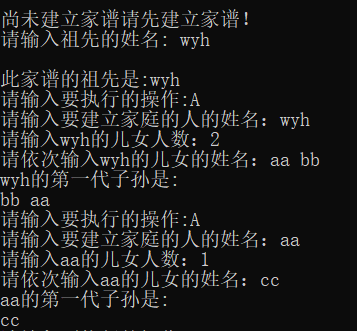 尚未建立家谱请先建立家谱!
请输入祖先的姓名: wyh
此家谱的祖先是:wyh
请输入要执行的操作:A
请输入要建立家庭的人的姓名: wyh
请输入wyh的儿女人数: 2
请依次输入wyh的儿女的姓名: aa bb
wyh的第一代子孙是:
bb aa
请输入要执行的操作:A
请输入要建立家庭的人的姓名: aa
请输入aa的儿女人数: 1
请依次输入aa的儿女的姓名: cc
aa的第一代子孙是:
cc